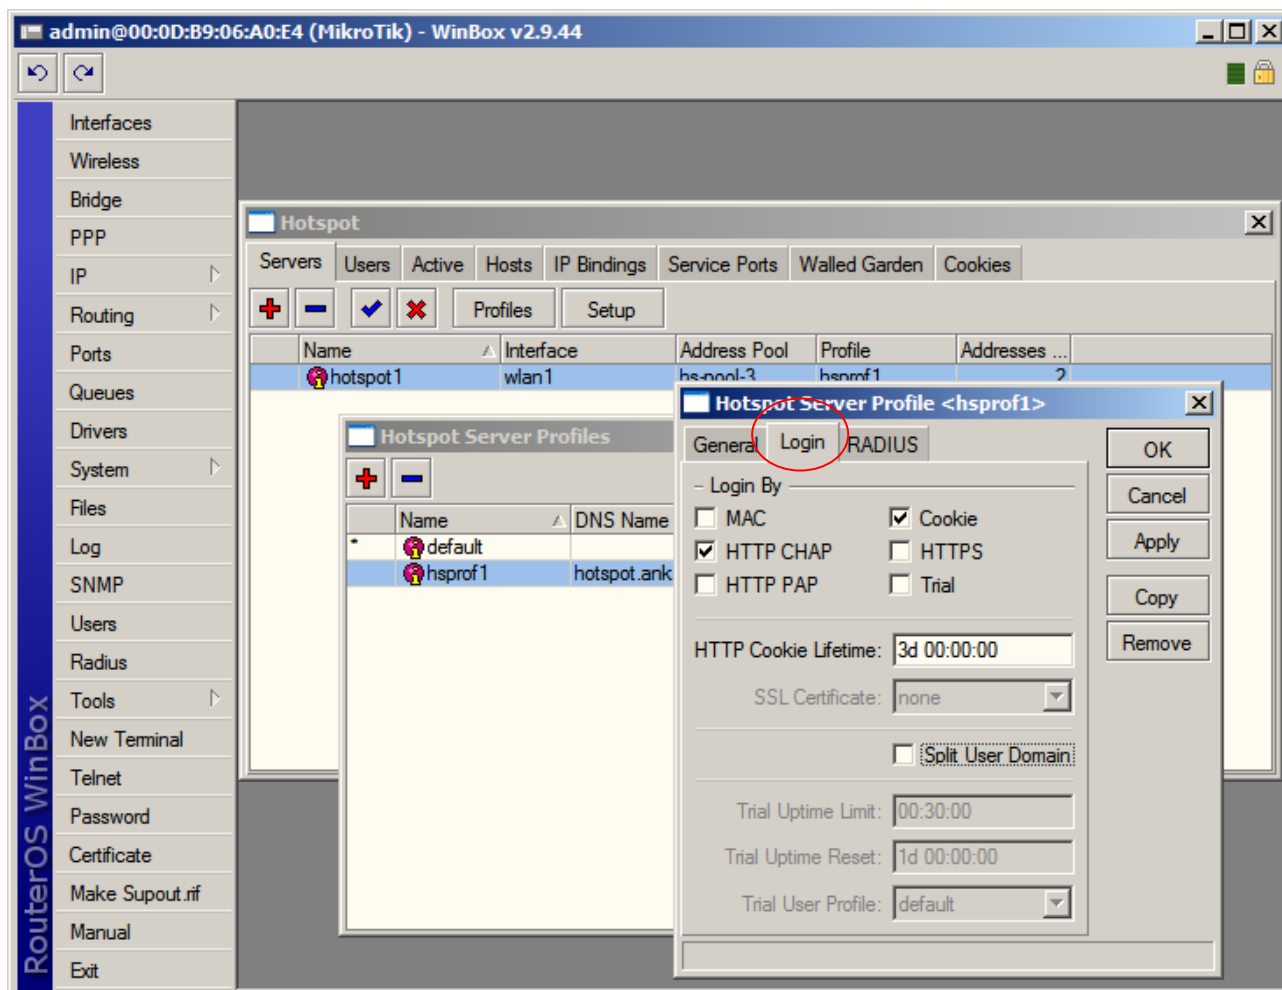 admin@00:0D:B9:06:A0:E4 (MikroTik) - WinBox v2.9.44
RouterOS WinBox
Interfaces
Wireless
Bridge
PPP
IP
Routing
Ports
Queues
Drivers
System
Files
Log
SNMP
Users
Radius
Tools
New Terminal
Telnet
Password
Certificate
Make Supout.rif
Manual
Exit
Hotspot
Servers Users Active Hosts IP Bindings Service Ports Walled Garden Cookies
Profiles Setup
Name Interface Address Pool Profile Addresses ...
hotspot1 wlan1 hs-pool-3 hsprof1 2
Hotspot Server Profiles
Name DNS Name
* default
hsprof1 hotspot.ank
Hotspot Server Profile <hsprof1>
General Login RADIUS
Login By
MAC Cookie
HTTP CHAP HTTPS
HTTP PAP Trial
HTTP Cookie Lifetime: 3d 00:00:00
SSL Certificate: none
Split User Domain
Trial Uptime Limit: 00:30:00
Trial Uptime Reset: 1d 00:00:00
Trial User Profile: default
OK
Cancel
Apply
Copy
Remove